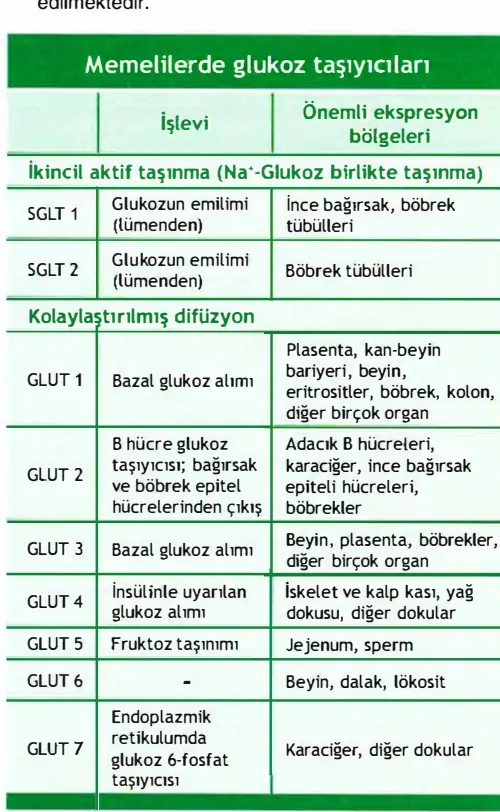 edilmektedir.
Memelilerde glukoz taşıyıcıları
İşlevi
Önemli ekspresyon
bölgeleri
İkincil aktif taşınma (Na⁺-Glukoz birlikte taşınma)
SGLT 1
Glukozun emilimi
(lümenden)
İnce bağırsak, böbrek
tübülleri
SGLT 2
Glukozun emilimi
(lümenden)
Böbrek tübülleri
Kolaylaştırılmış difüzyon
GLUT 1
Bazal glukoz alımı
Plasenta, kan-beyin
bariyeri, beyin,
eritrositler, böbrek, kolon,
diğer birçok organ
GLUT 2
B hücre glukoz
taşıyıcısı; bağırsak
ve böbrek epitel
hücrelerinden çıkış
Adacık B hücreleri,
karaciğer, ince bağırsak
epiteli hücreleri,
böbrekler
GLUT 3
Bazal glukoz alımı
Beyin, plasenta, böbrekler,
diğer birçok organ
GLUT 4
İnsülinle uyarılan
glukoz alımı
İskelet ve kalp kası, yağ
dokusu, diğer dokular
GLUT 5
Fruktoz taşınımı
Jejenum, sperm
GLUT 6
-
Beyin, dalak, lökosit
GLUT 7
Endoplazmik
retikulumda
glukoz 6-fosfat
taşıyıcısı
Karaciğer, diğer dokular